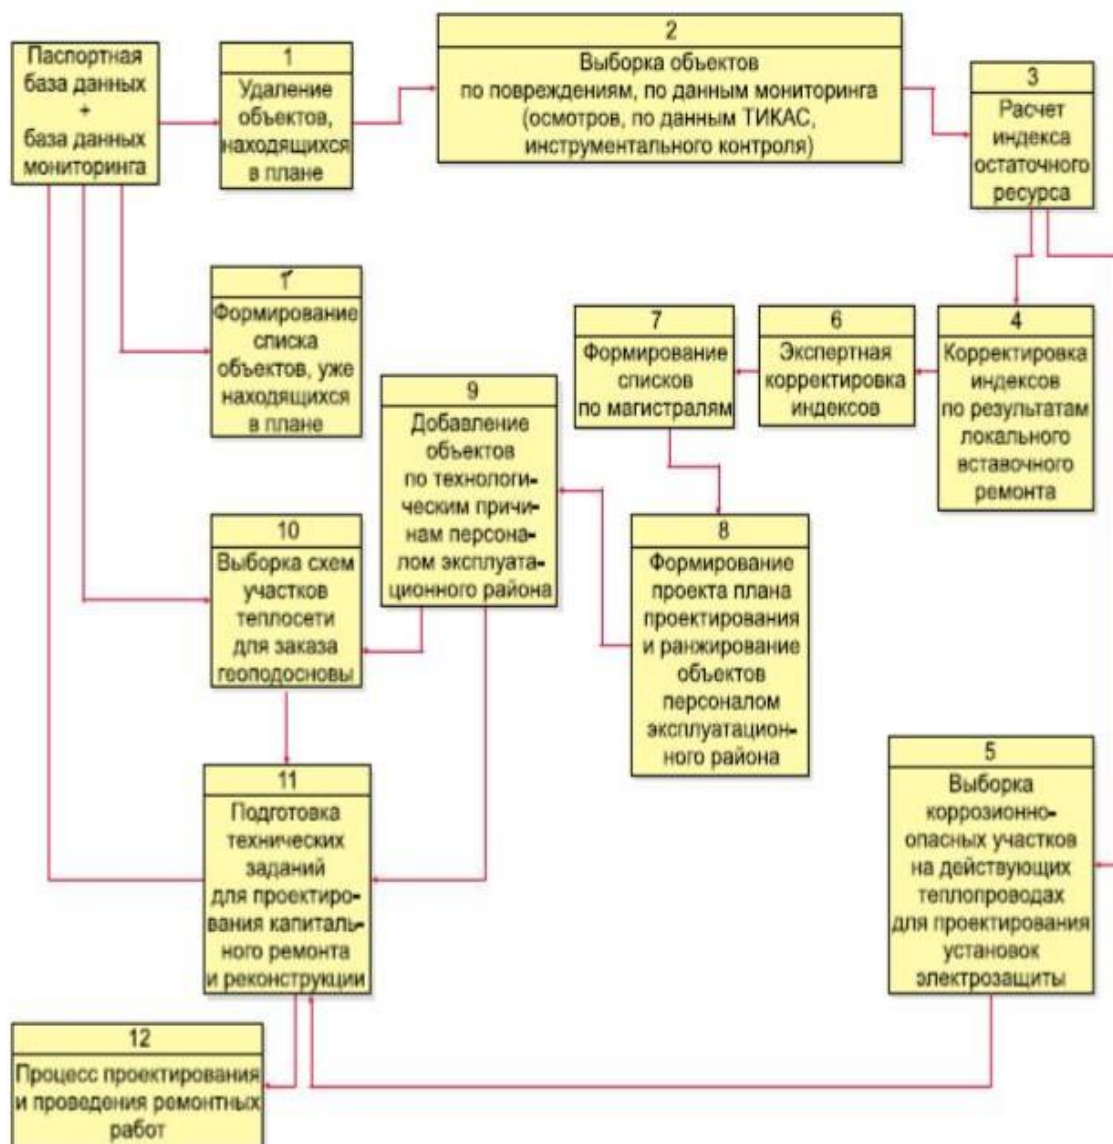 Паспортная
база данных
+
база данных
мониторинга
1
Удаление
объектов,
находящихся
в плане
2
Выборка объектов
по повреждениям, по данным мониторинга
(осмотров, по данным ТИКАС,
инструментального контроля)
3
Расчет
индекса
остаточного
ресурса
1'
Формирование
списка
объектов, уже
находящихся
в плане
9
Добавление
объектов
по технологи-
ческим причи-
нам персона-
лом эксплуата-
ционного района
7
Формирование
списков
по магистралям
6
Экспертная
корректировка
индексов
4
Корректировка
индексов
по результатам
локального
вставочного
ремонта
10
Выборка схем
участков
теплосети
для заказа
геоподосновы
8
Формирование
проекта плана
проектирования
и ранжирование
объектов
персоналом
эксплуатацион-
ного района
11
Подготовка
технических
заданий
для проектиро-
вания капиталь-
ного ремонта
и реконструкции
5
Выборка
коррозионно-
опасных участков
на действующих
теплопроводах
для проектирования
установок
электрозащиты
12
Процесс проектирования
и проведения ремонтных
работ